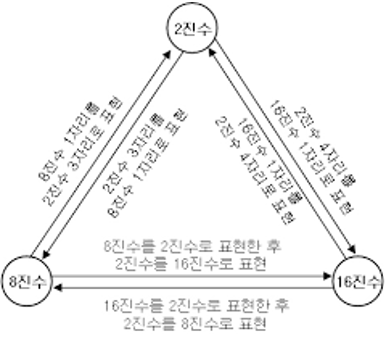 2진수
8진수 1자리를
2진수 3자리로 표현
2진수 3자리를
8진수 1자리로 표현
16진수 1자리를
2진수 4자리로 표현
2진수 4자리를
16진수 1자리로 표현
8진수를 2진수로 표현한 후
2진수를 16진수로 표현
8진수
16진수
16진수를 2진수로 표현한 후
2진수를 8진수로 표현